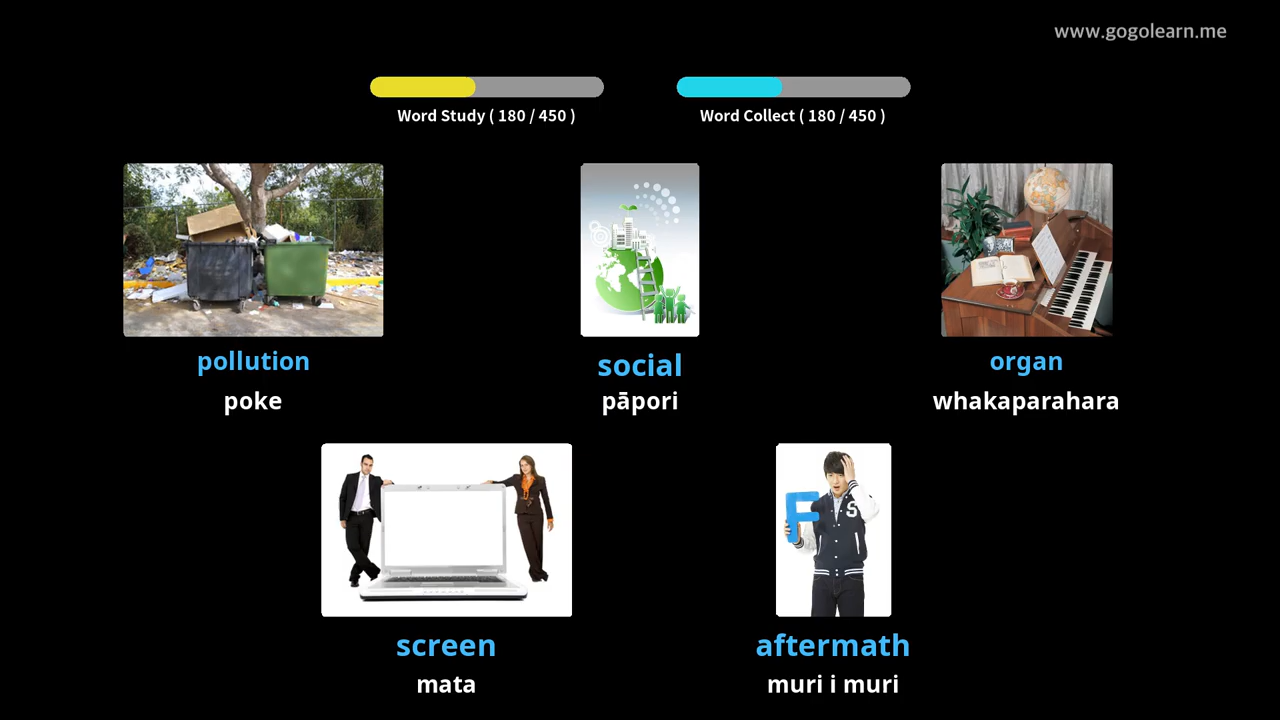 www.gogolearn.me
Word Study ( 180 / 450 )
Word Collect ( 180 / 450 )
pollution
poke
social
pāpori
organ
whakaparahara
F
S
screen
mata
aftermath
muri i muri